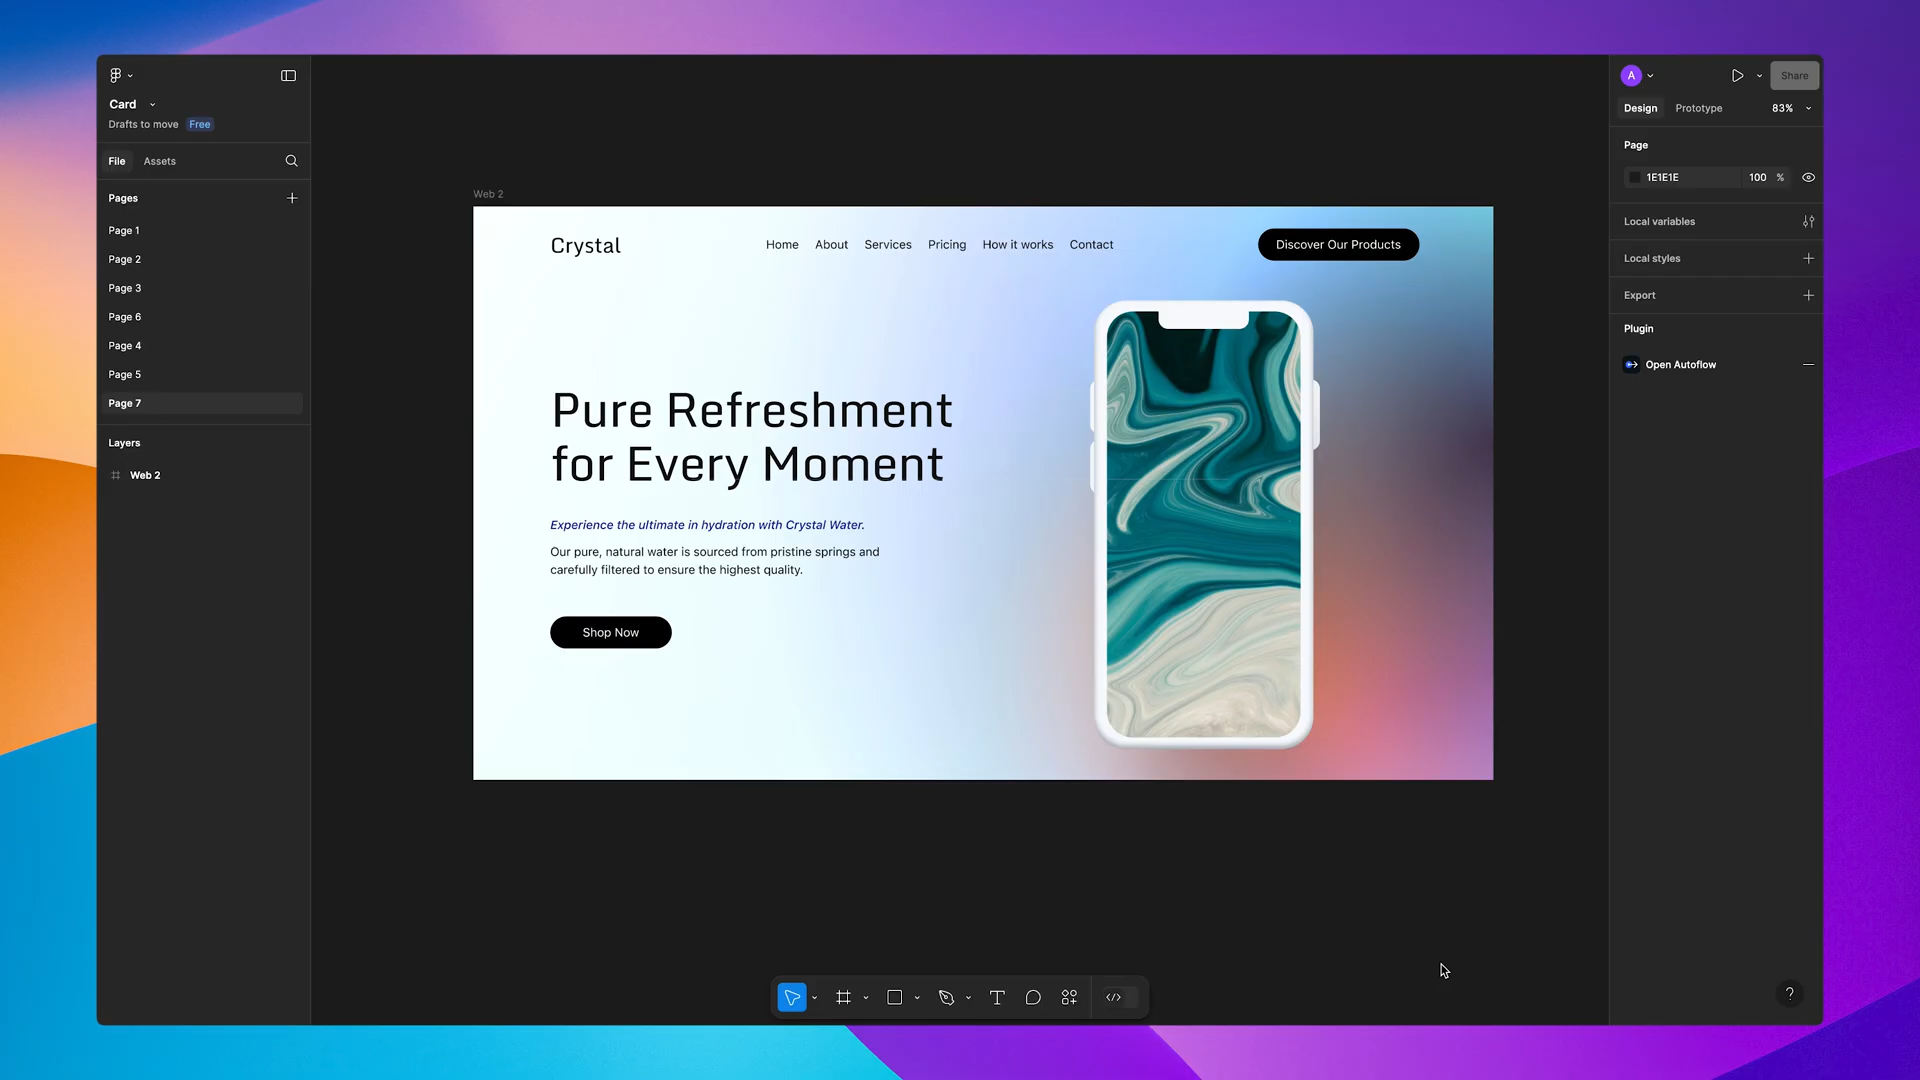 Card
Drafts to move Free
File Assets
Pages
Page 1
Page 2
Page 3
Page 6
Page 4
Page 5
Page 7
Layers
Web 2
Web 2
Crystal
Home About Services Pricing How it works Contact
Discover Our Products
Pure Refreshment
for Every Moment
Experience the ultimate in hydration with Crystal Water.
Our pure, natural water is sourced from pristine springs and
carefully filtered to ensure the highest quality.
Shop Now
A
Share
Design Prototype 83%
Page
1E1E1E 100 %
Local variables
Local styles
Export
Plugin
Open Autoflow
?